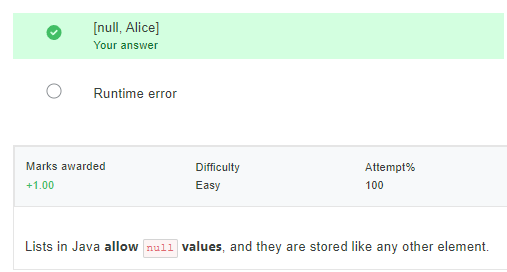 [null, Alice]
Your answer
Runtime error
Marks awarded
Difficulty
Attempt%
+1.00
Easy
100
Lists in Java allow null values, and they are stored like any other element.